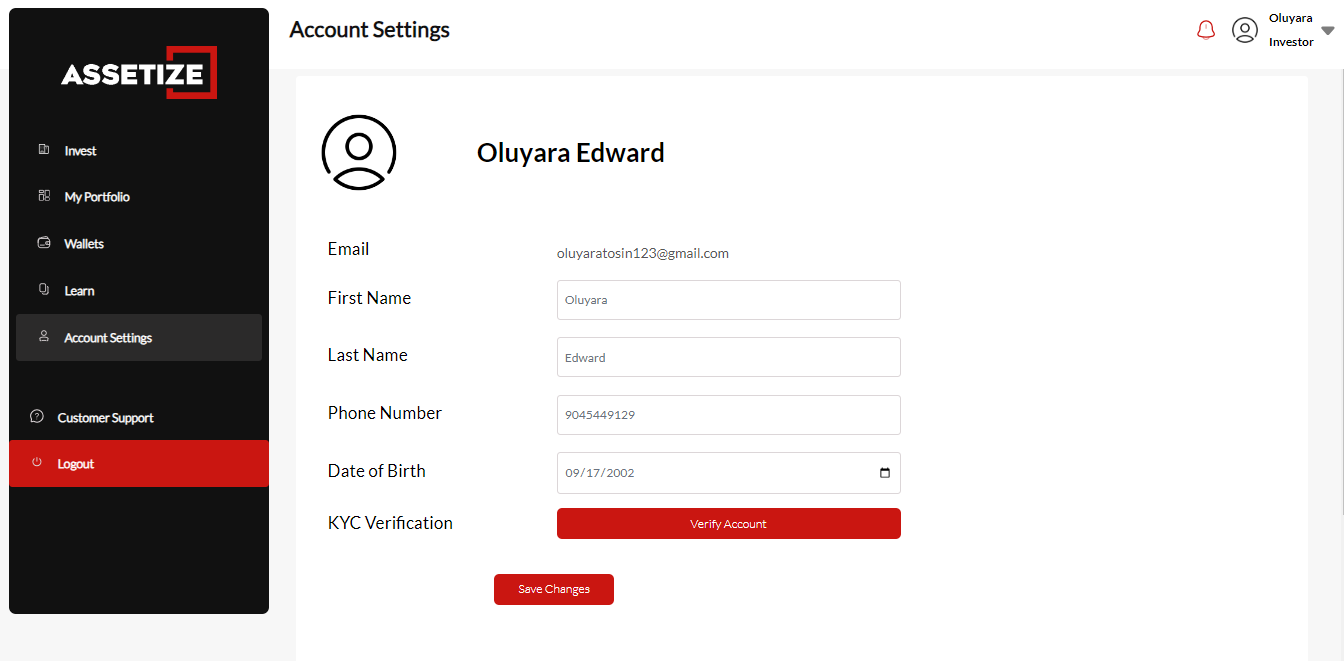 ASSETIZE
Invest
My Portfolio
Wallets
Learn
Account Settings
Customer Support
Logout
Account Settings
Oluyara
Investor
Oluyara Edward
Email
oluyaratosin123@gmail.com
First Name
Oluyara
Last Name
Edward
Phone Number
9045449129
Date of Birth
09/17/2002
KYC Verification
Verify Account
Save Changes